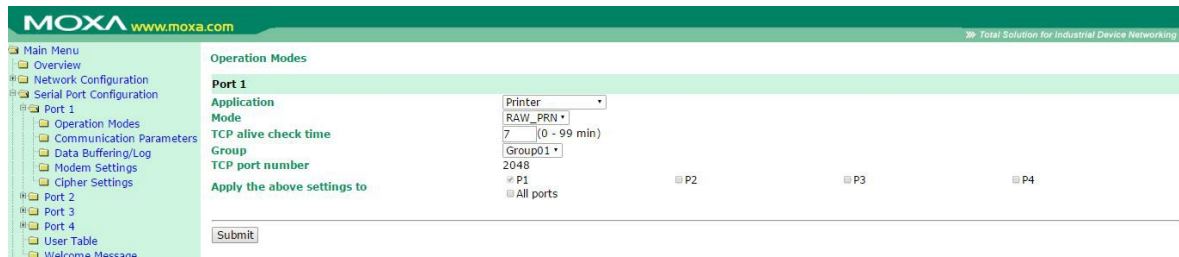 MOXA www.moxa.com
Total Solution for Industrial Device Networking
Main Menu
Overview
Network Configuration
Serial Port Configuration
Port 1
Operation Modes
Communication Parameters
Data Buffering/Log
Modem Settings
Cipher Settings
Port 2
Port 3
Port 4
User Table
Welcome Message
Operation Modes
Port 1
Application Printer
Mode RAW_PRN
TCP alive check time 7 (0 - 99 min)
Group Group01
TCP port number 2048
Apply the above settings to P1 P2 P3 P4
All ports
Submit